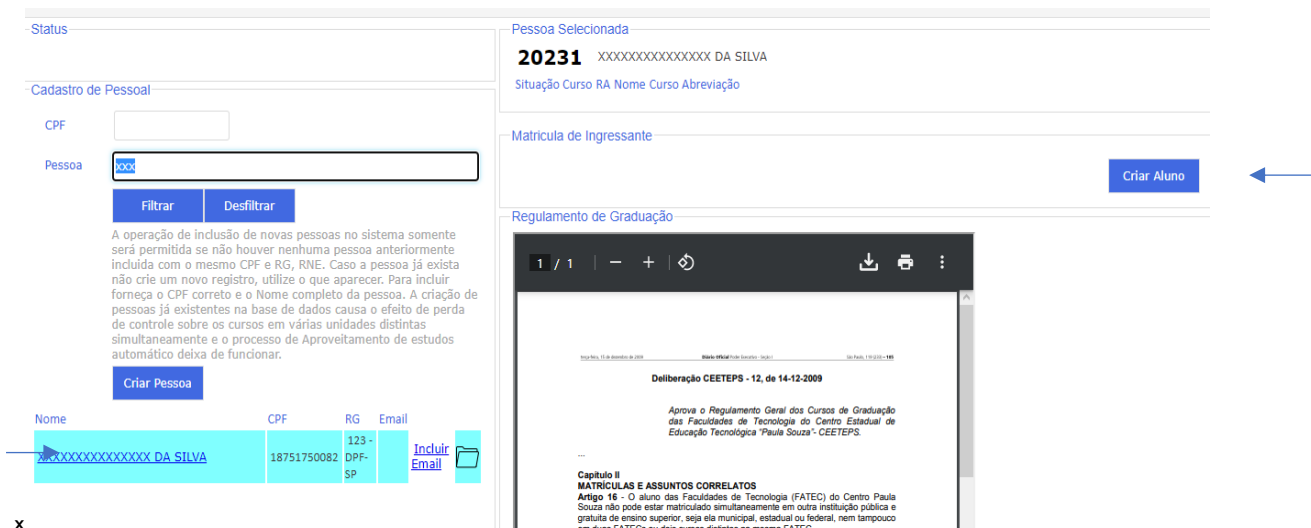 Status
Cadastro de Pessoal
CPF
Pessoa xxx
Filtrar Desfiltrar
A operação de inclusão de novas pessoas no sistema somente
será permitida se não houver nenhuma pessoa anteriormente
incluida com o mesmo CPF e RG, RNE. Caso a pessoa já exista
não crie um novo registro, utilize o que aparecer. Para incluir
forneça o CPF correto e o Nome completo da pessoa. A criação de
pessoas já existentes na base de dados causa o efeito de perda
de controle sobre os cursos em várias unidades distintas
simultaneamente e o processo de Aproveitamento de estudos
automático deixa de funcionar.
Criar Pessoa
Nome CPF RG Email
XXXXXXXXXXXXXXX DA SILVA 18751750082 123 -
DPF-
SP
Incluir
Email
x
Pessoa Selecionada
20231 XXXXXXXXXXXXXXX DA SILVA
Situação Curso RA Nome Curso Abreviação
Matricula de Ingressante
Criar Aluno
Regulamento de Graduação
1 / 1
Deliberação CEETEPS - 12, de 14-12-2009
Aprova o Regulamento Geral dos Cursos de Graduação
das Faculdades de Tecnologia do Centro Estadual de
Educação Tecnológica "Paula Souza"- CEETEPS.
...
Capítulo II
MATRÍCULAS E ASSUNTOS CORRELATOS
Artigo 16 - O aluno das Faculdades de Tecnologia (FATEC) do Centro Paula
Souza não pode estar matriculado simultaneamente em outra instituição pública e
gratuita de ensino superior, seja ela municipal, estadual ou federal, nem tampouco